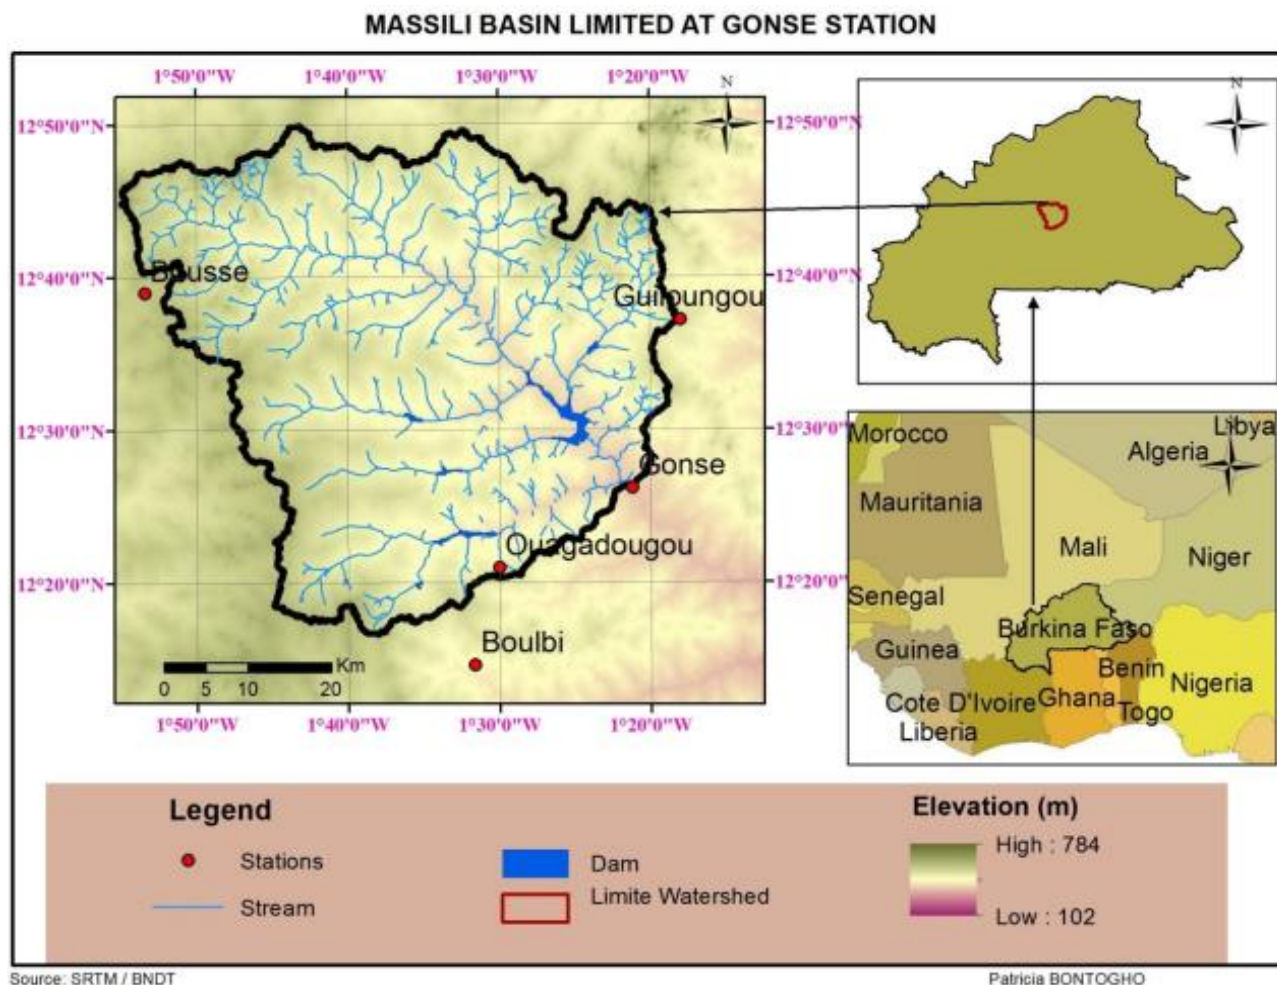 MASSILI BASIN LIMITED AT GONSE STATION
1°50'0"W 1°40'0"W 1°30'0"W 1°20'0"W
N
N
12°50'0"N
12°50'0"N
12°40'0"N
12°40'0"N
12°30'0"N
12°30'0"N
12°20'0"N
12°20'0"N
Bousse
Guiloungou
Gonse
Ouagadougou
Boulbi
Km
0 5 10 20
1°50'0"W 1°40'0"W 1°30'0"W 1°20'0"W
Morocco
Algeria
Libya
Mauritania
Mali
Niger
Senegal
Burkina Faso
Guinea
Benin
Nigeria
Cote D'Ivoire
Ghana
Togo
Liberia
Legend
Stations
Stream
Dam
Limite Watershed
Elevation (m)
High : 784
Low : 102
Source: SRTM / BNDT
Patricia BONTOGHO